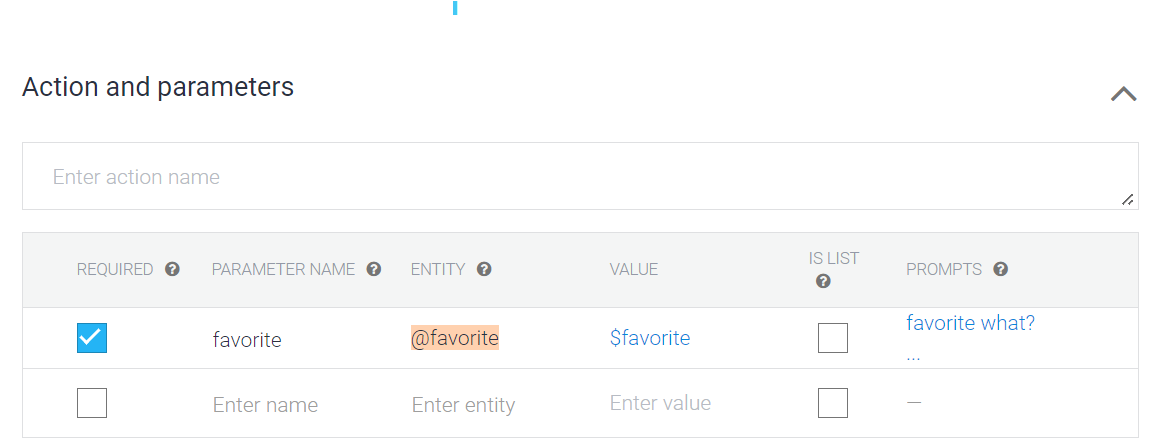 Action and parameters
Enter action name
REQUIRED PARAMETER NAME ENTITY VALUE IS LIST PROMPTS
favorite @favorite $favorite favorite what?
...
Enter name Enter entity Enter value —